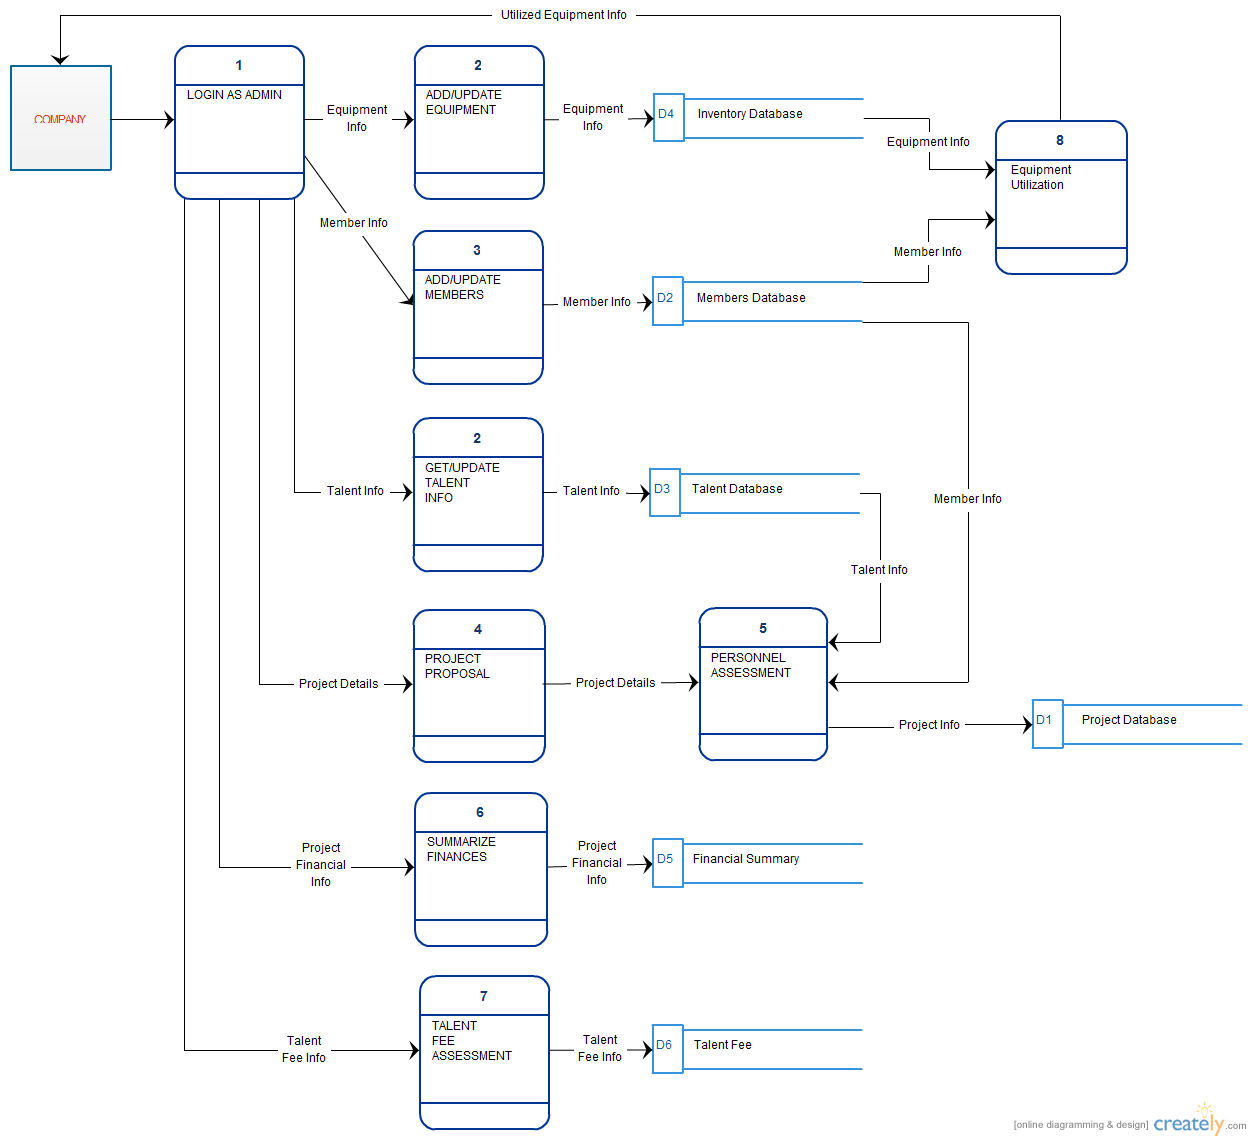 Utilized Equipment Info
COMPANY
1
LOGIN AS ADMIN
Equipment
Info
2
ADD/UPDATE
EQUIPMENT
Equipment
Info
D4
Inventory Database
Equipment Info
8
Equipment
Utilization
Member Info
3
ADD/UPDATE
MEMBERS
Member Info
D2
Members Database
Member Info
Member Info
Talent Info
2
GET/UPDATE
TALENT
INFO
Talent Info
D3
Talent Database
Talent Info
Project Details
4
PROJECT
PROPOSAL
Project Details
5
PERSONNEL
ASSESSMENT
Project Info
D1
Project Database
Project
Financial
Info
6
SUMMARIZE
FINANCES
Project
Financial
Info
D5
Financial Summary
Talent
Fee Info
7
TALENT
FEE
ASSESSMENT
Talent
Fee Info
D6
Talent Fee
[online diagramming & design] creately.com